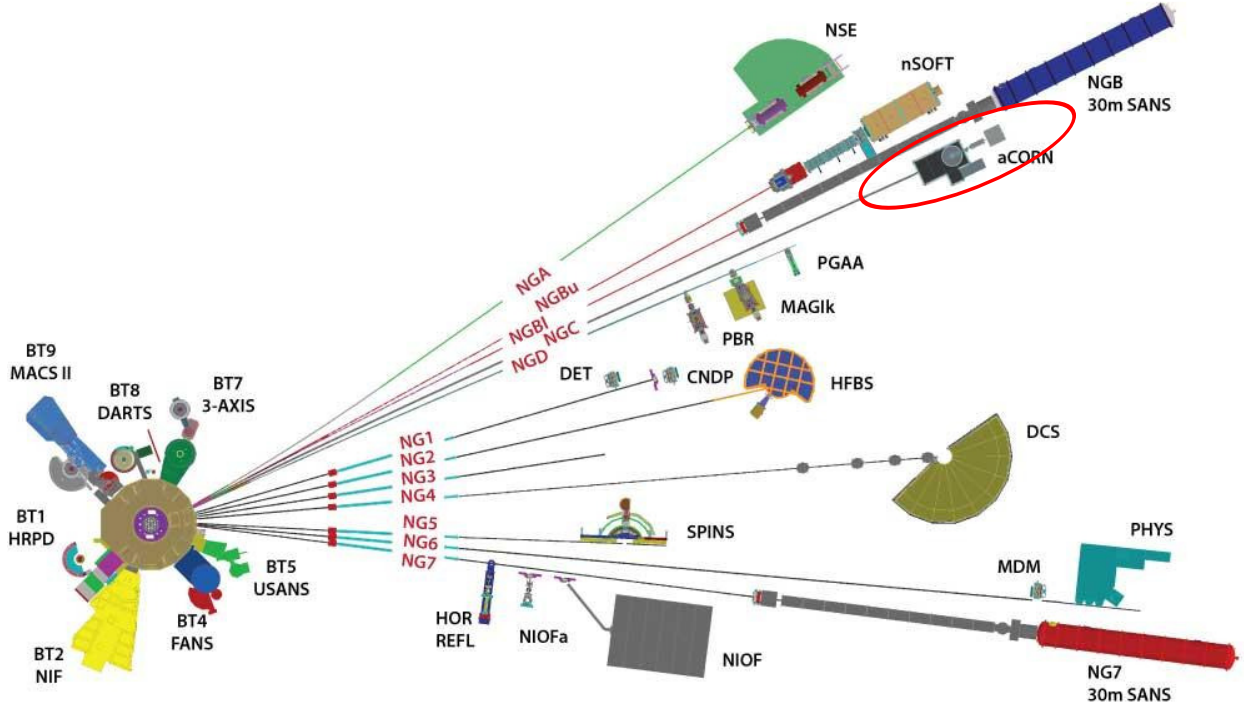 NSE
nSOFT
NGB
30m SANS
aCORN
NGA
NGBu
NGBl
NGC
NGD
PGAA
MAGIk
PBR
BT9
MACS II
BT8
DARTS
BT7
3-AXIS
DET
CNDP
HFBS
DCS
NG1
NG2
NG3
NG4
NG5
NG6
NG7
SPINS
BT1
HRPD
BT5
USANS
BT4
FANS
BT2
NIF
HOR
REFL
NIOFa
NIOF
MDM
PHYS
NG7
30m SANS